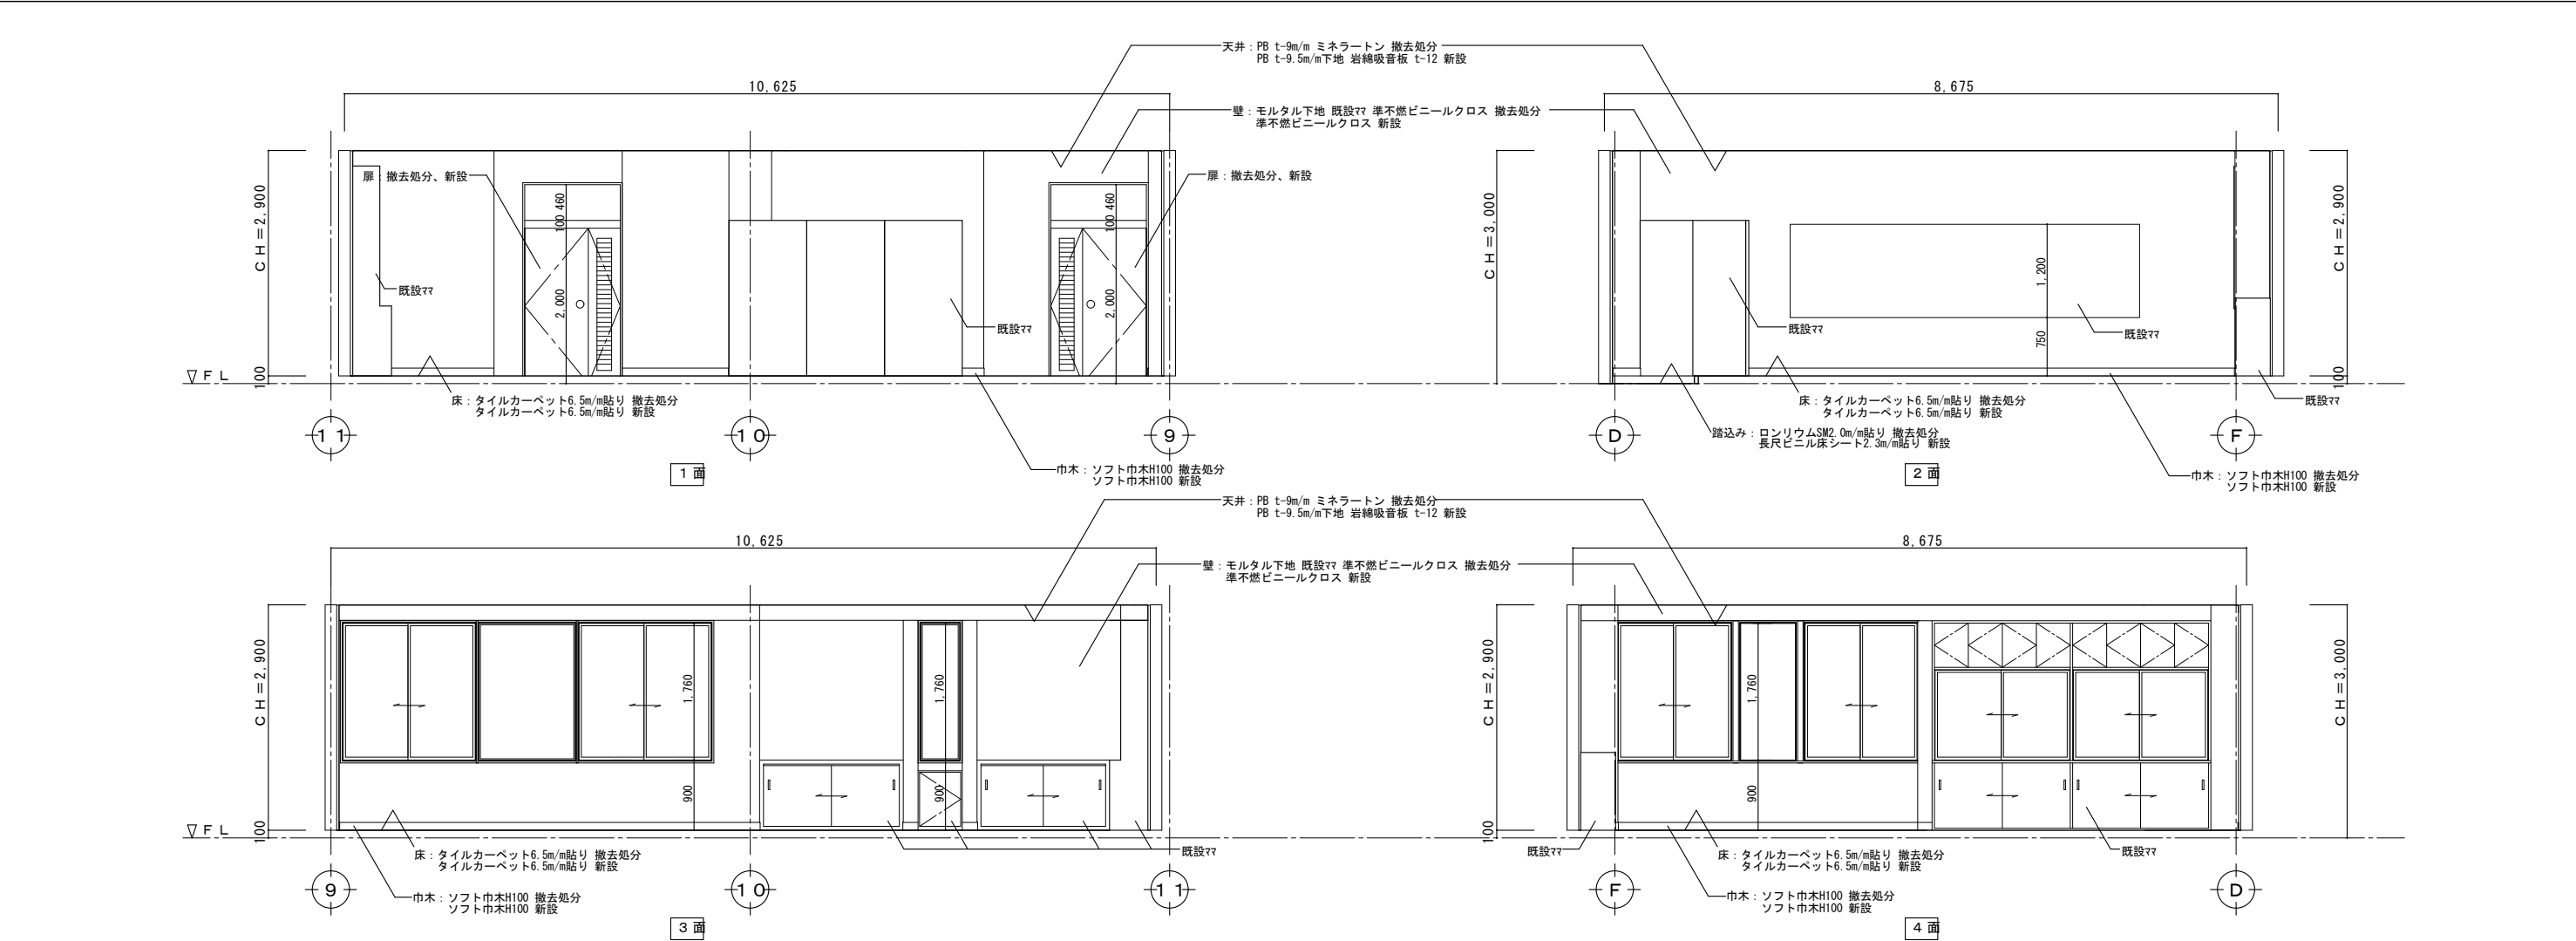 天井：PB t-9m/m ミネラートン 撤去処分
PB t-9.5m/m下地 岩綿吸音板 t-12 新設
10,625
8,675
壁：モルタル下地 既設ママ 準不燃ビニールクロス 撤去処分
準不燃ビニールクロス 新設
扉：撤去処分、新設
扉：撤去処分、新設
CH=2,900
100
460
100
2,000
460
100
2,000
既設ママ
既設ママ
CH=3,000
1,200
750
既設ママ
既設ママ
CH=2,900
100
▽FL
床：タイルカーペット6.5m/m貼り 撤去処分
タイルカーペット6.5m/m貼り 新設
床：タイルカーペット6.5m/m貼り 撤去処分
タイルカーペット6.5m/m貼り 新設
既設ママ
踏込み：ロンリウムSM2.0m/m貼り 撤去処分
長尺ビニル床シート2.3m/m貼り 新設
11
10
9
D
F
巾木：ソフト巾木H100 撤去処分
ソフト巾木H100 新設
巾木：ソフト巾木H100 撤去処分
ソフト巾木H100 新設
1面
2面
天井：PB t-9m/m ミネラートン 撤去処分
PB t-9.5m/m下地 岩綿吸音板 t-12 新設
10,625
8,675
壁：モルタル下地 既設ママ 準不燃ビニールクロス 撤去処分
準不燃ビニールクロス 新設
CH=2,900
100
1,760
900
1,760
900
CH=2,900
100
1,760
900
CH=3,000
▽FL
床：タイルカーペット6.5m/m貼り 撤去処分
タイルカーペット6.5m/m貼り 新設
既設ママ
既設ママ
床：タイルカーペット6.5m/m貼り 撤去処分
タイルカーペット6.5m/m貼り 新設
既設ママ
9
10
11
F
D
巾木：ソフト巾木H100 撤去処分
ソフト巾木H100 新設
巾木：ソフト巾木H100 撤去処分
ソフト巾木H100 新設
3面
4面